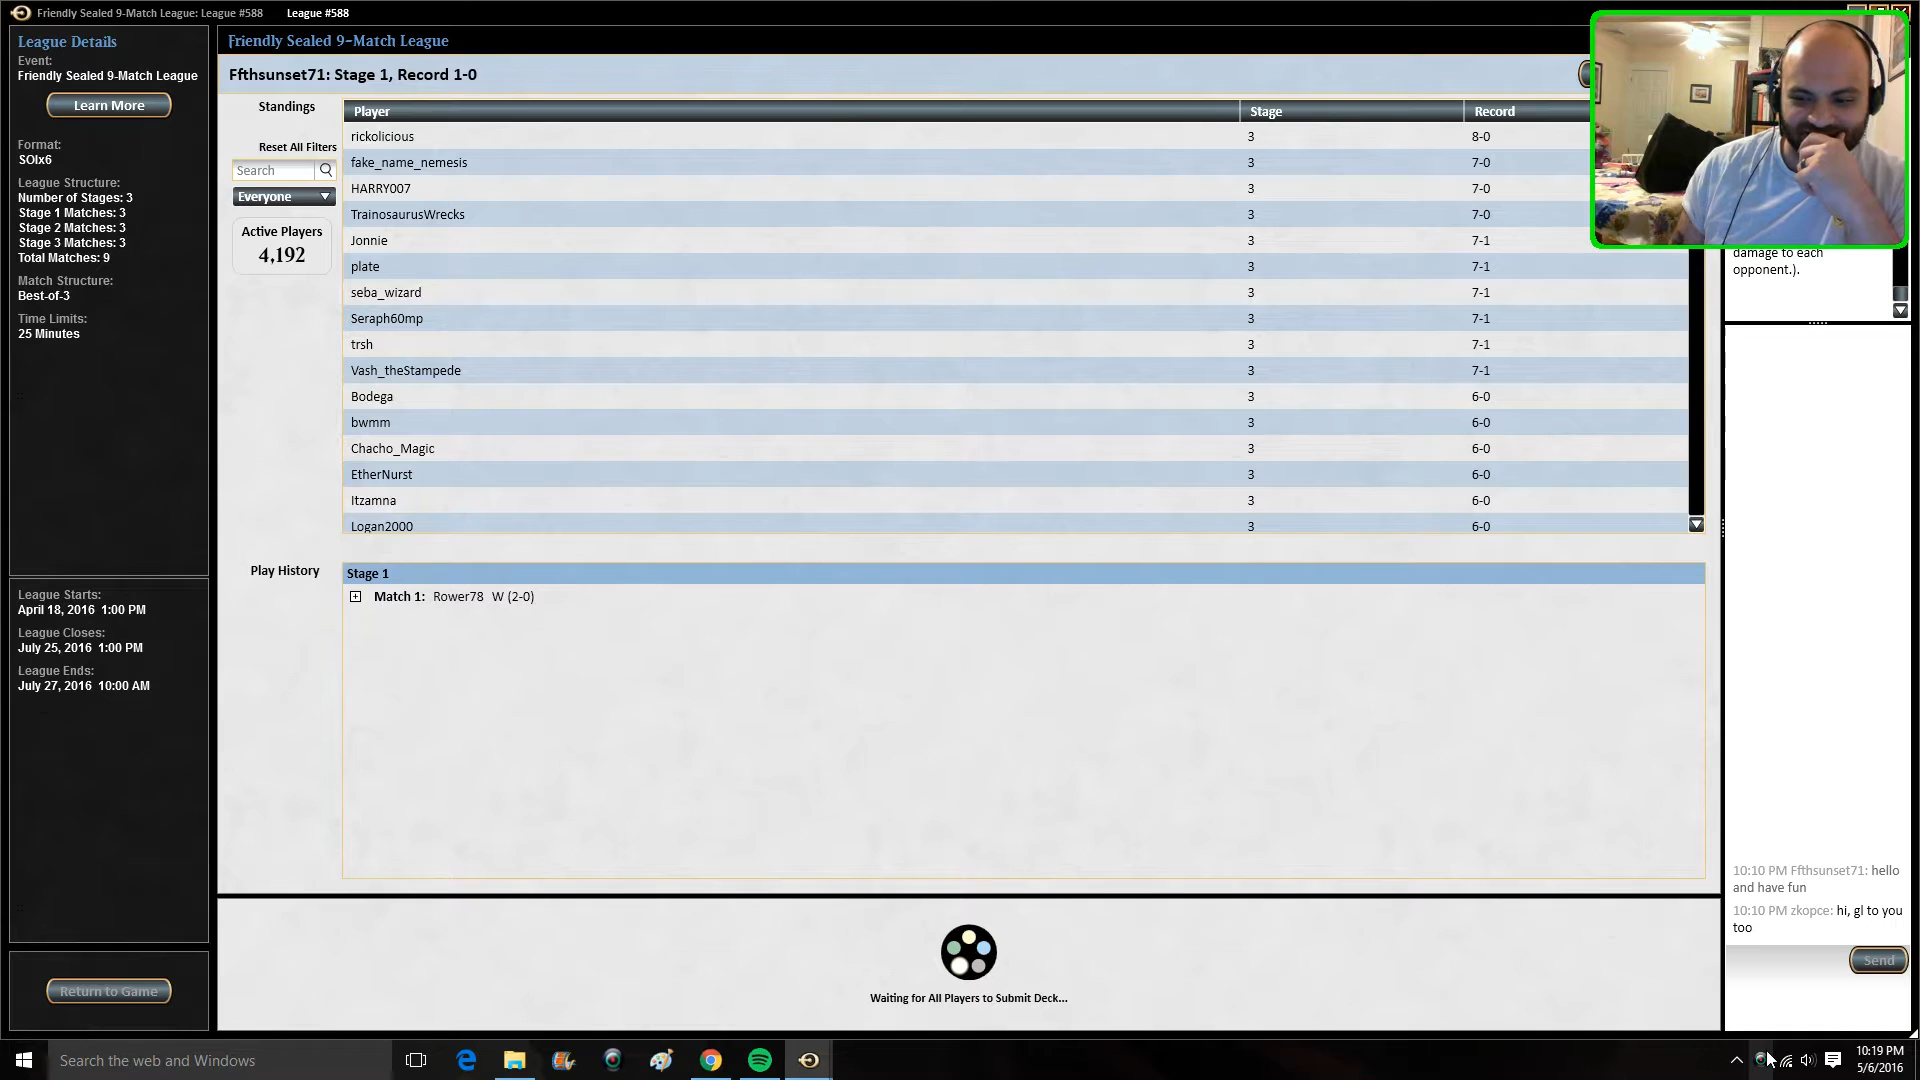 Friendly Sealed 9-Match League: League #588 League #588
League Details
Event:
Friendly Sealed 9-Match League
Learn More
Format:
SOIx6
League Structure:
Number of Stages: 3
Stage 1 Matches: 3
Stage 2 Matches: 3
Stage 3 Matches: 3
Total Matches: 9
Match Structure:
Best-of-3
Time Limits:
25 Minutes
League Starts:
April 18, 2016 1:00 PM
League Closes:
July 25, 2016 1:00 PM
League Ends:
July 27, 2016 10:00 AM
Return to Game
Friendly Sealed 9-Match League
Ffthsunset71: Stage 1, Record 1-0
Standings
Reset All Filters
Search
Everyone
Active Players
4,192
Player Stage Record
rickolicious 3 8-0
fake_name_nemesis 3 7-0
HARRY007 3 7-0
TrainosaurusWrecks 3 7-0
Jonnie 3 7-1
plate 3 7-1
seba_wizard 3 7-1
Seraph60mp 3 7-1
trsh 3 7-1
Vash_theStampede 3 7-1
Bodega 3 6-0
bwmm 3 6-0
Chacho_Magic 3 6-0
EtherNurst 3 6-0
Itzamna 3 6-0
Logan2000 3 6-0
Play History
Stage 1
Match 1: Rower78 W (2-0)
Waiting for All Players to Submit Deck...
damage to each
opponent.).
10:10 PM Ffthsunset71: hello
and have fun
10:10 PM zkopce: hi, gl to you
too
Send
Search the web and Windows
10:19 PM
5/6/2016